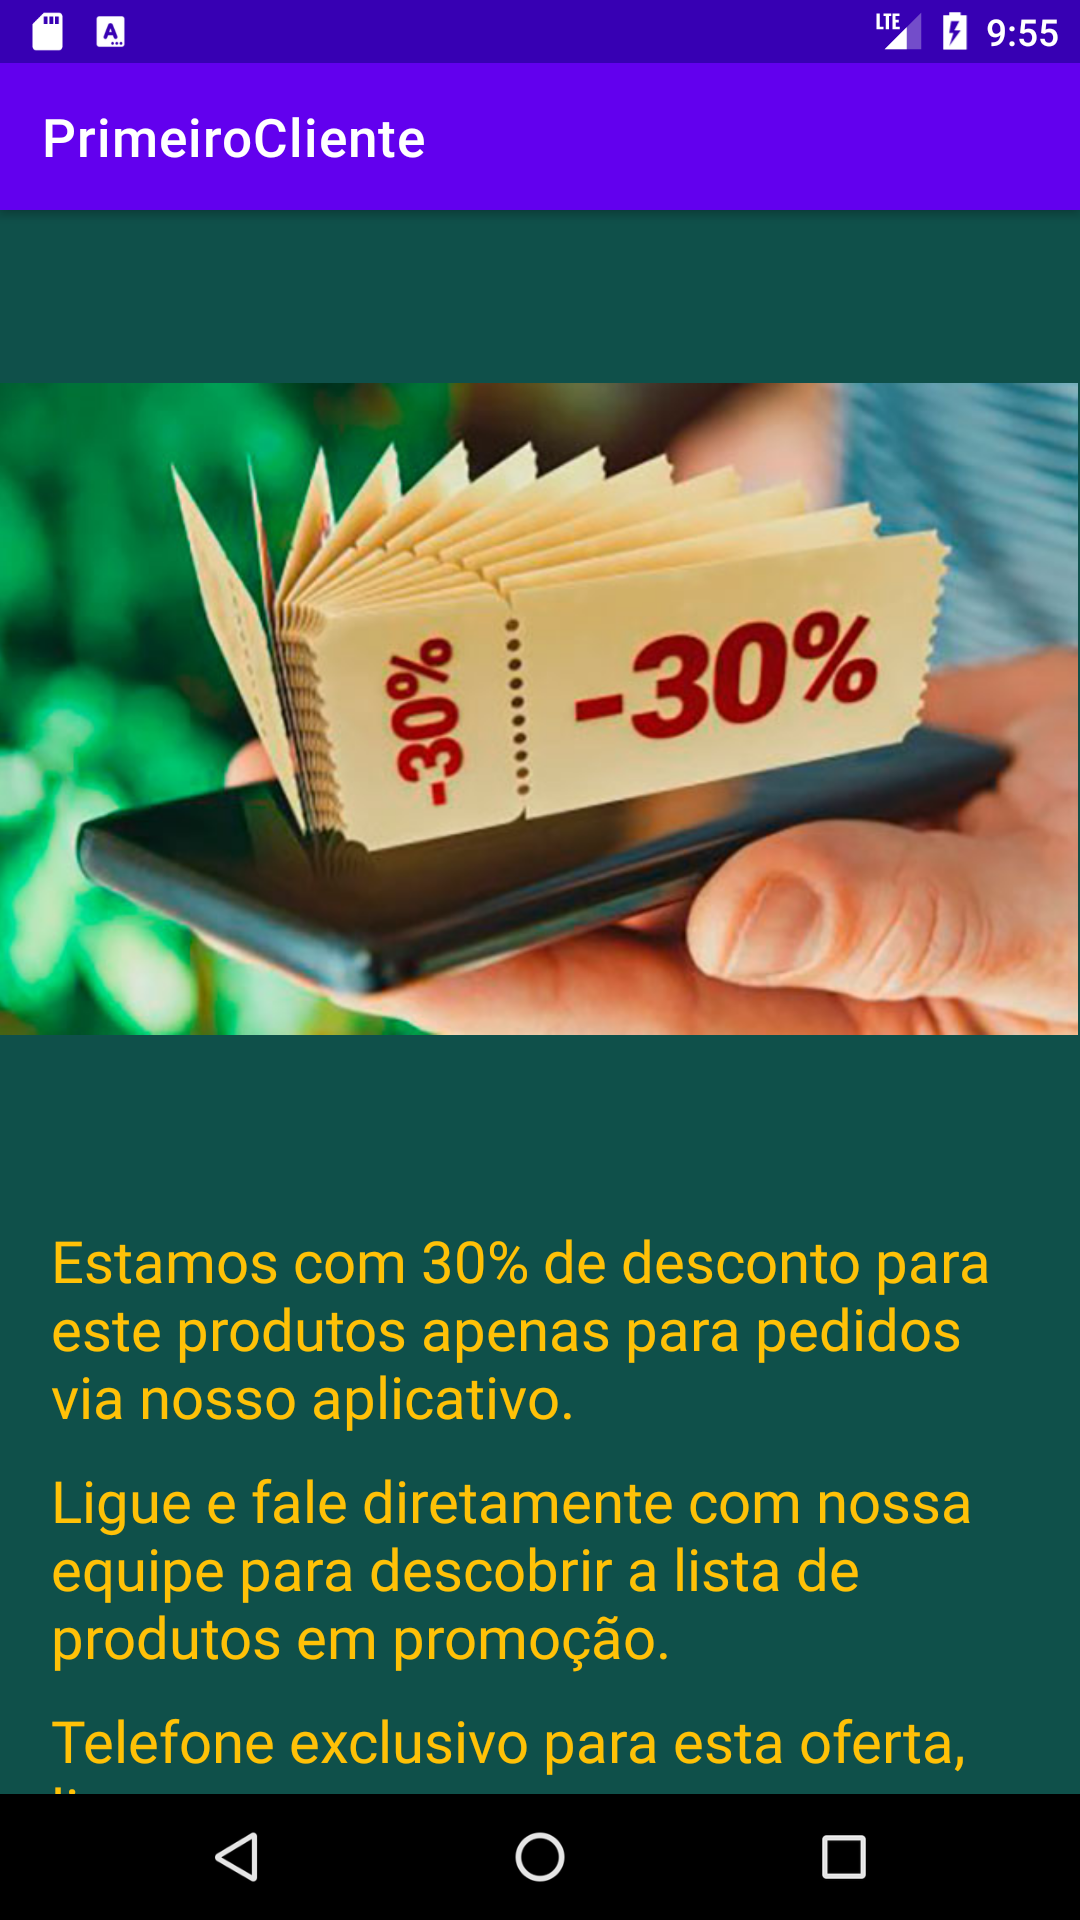 LTE 9:55
PrimeiroCliente
-30%
-30%
Estamos com 30% de desconto para
este produtos apenas para pedidos
via nosso aplicativo.
Ligue e fale diretamente com nossa
equipe para descobrir a lista de
produtos em promoção.
Telefone exclusivo para esta oferta,